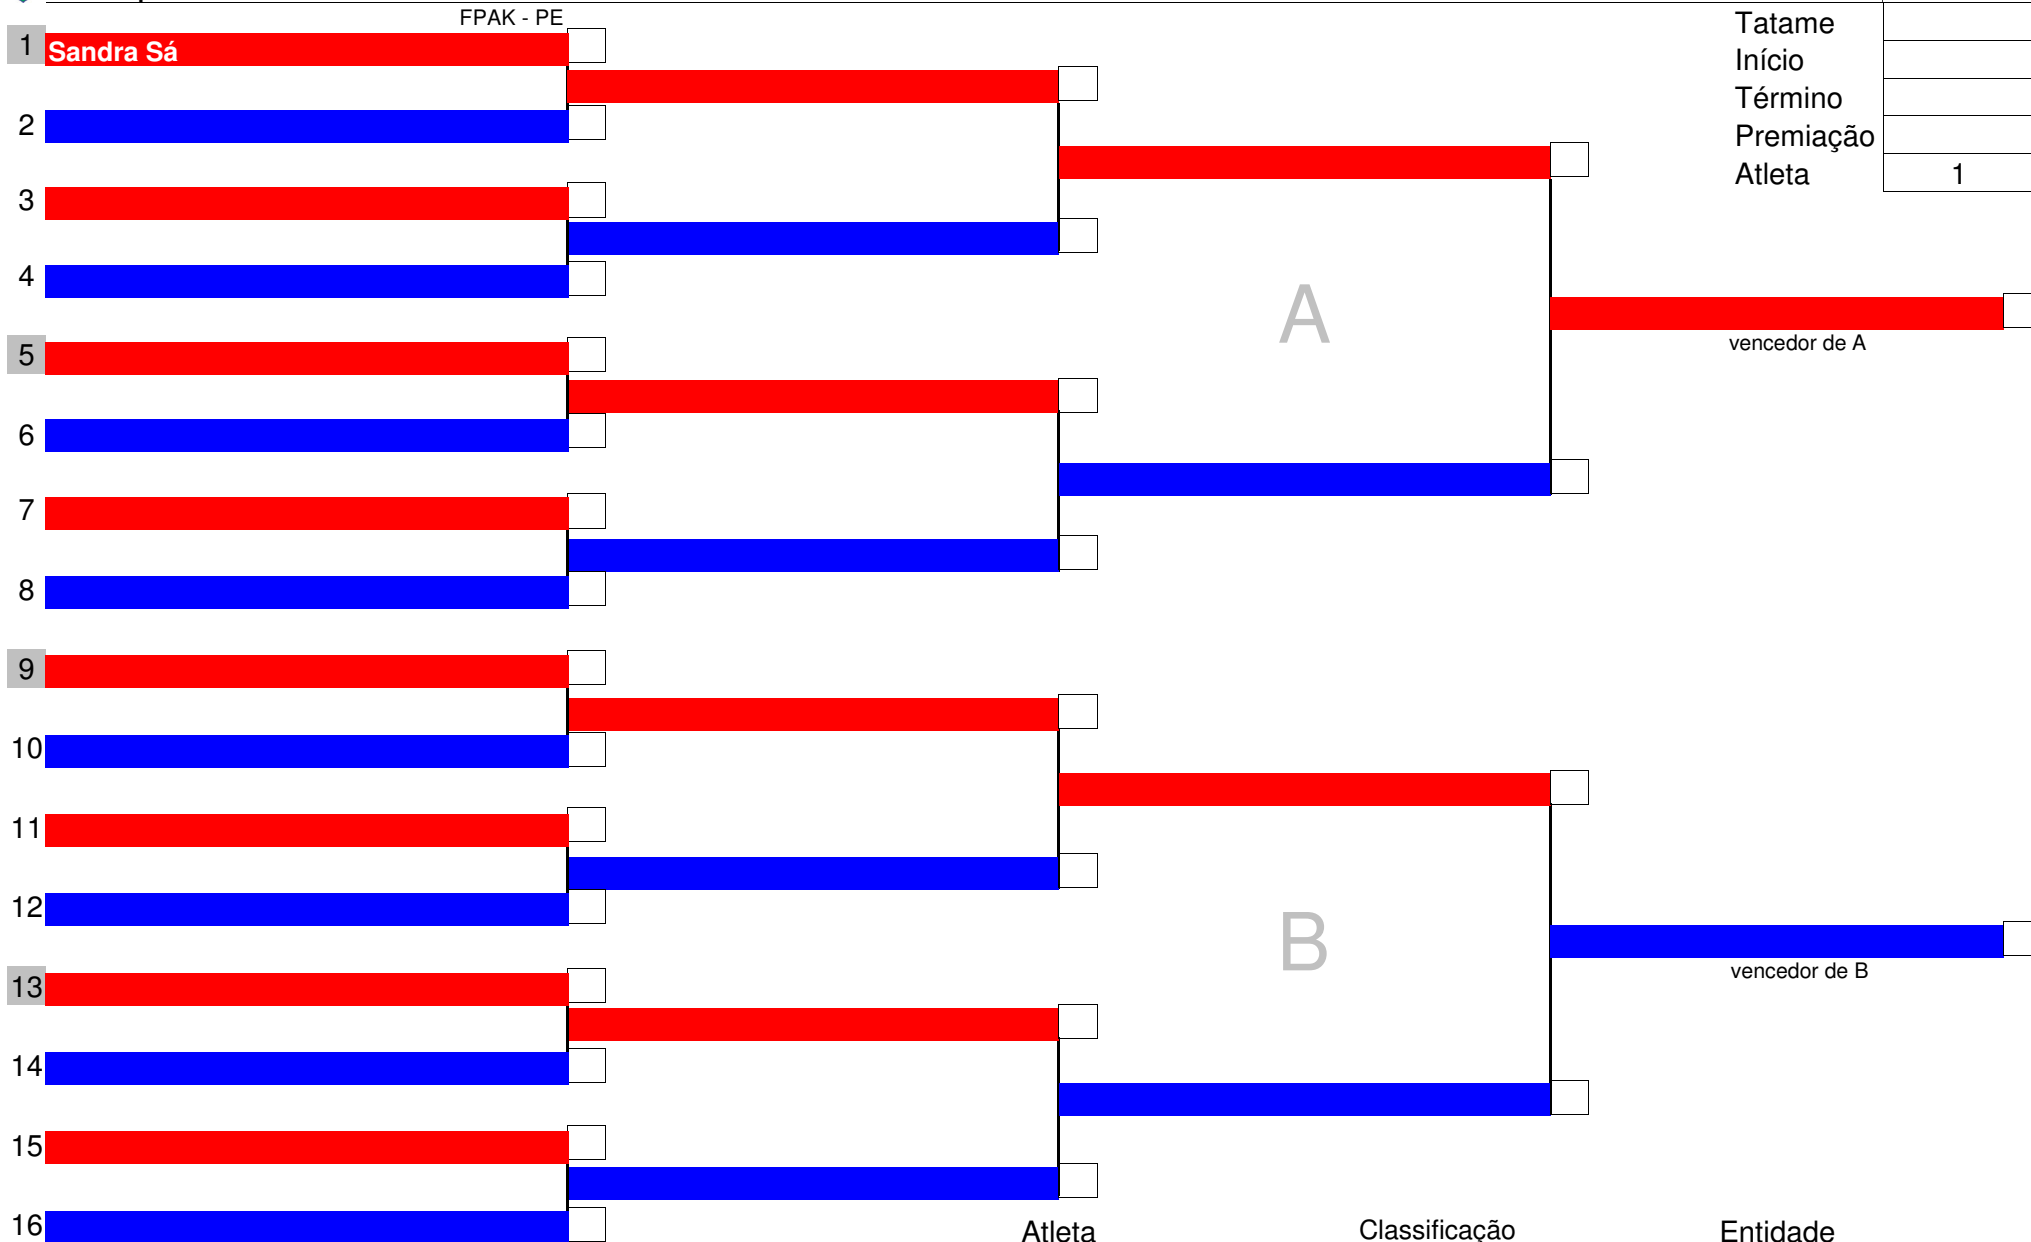 FPAK - PE
Tatame
1 Sandra Sá
Início
Término
2
Premiação
Atleta 1
3
4
A
5
vencedor de A
6
7
8
9
10
11
12
B
vencedor de B
13
14
15
16
Atleta Classificação Entidade